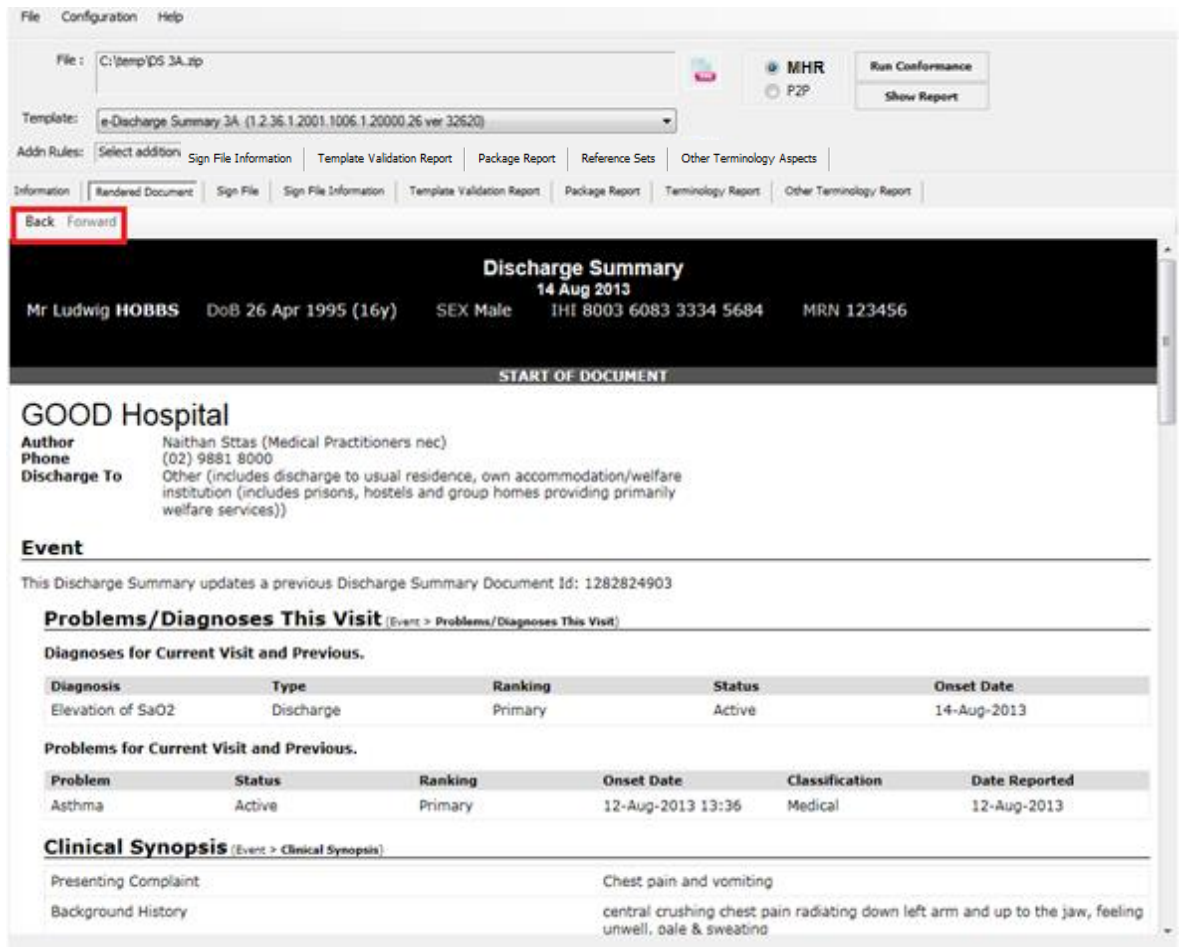 File Configuration Help
File : C:\temp\DS 3A.zip
MHR Run Conformance
P2P Show Report
Template: e-Discharge Summary 3A (1.2.36.1.2001.1006.1.20000.26 ver 32620)
Addn Rules: Select addition Sign File Information Template Validation Report Package Report Reference Sets Other Terminology Aspects
Information Rendered Document Sign File Sign File Information Template Validation Report Package Report Terminology Report Other Terminology Report
Back Forward
Discharge Summary
14 Aug 2013
Mr Ludwig HOBBS DoB 26 Apr 1995 (16y) SEX Male IHI 8003 6083 3334 5684 MRN 123456
START OF DOCUMENT
GOOD Hospital
Author Naithan Sttas (Medical Practitioners nec)
Phone (02) 9881 8000
Discharge To Other (includes discharge to usual residence, own accommodation/welfare
institution (includes prisons, hostels and group homes providing primarily
welfare services))
Event
This Discharge Summary updates a previous Discharge Summary Document Id: 1282824903
Problems/Diagnoses This Visit (Event > Problems/Diagnoses This Visit)
Diagnoses for Current Visit and Previous.
Diagnosis Type Ranking Status Onset Date
Elevation of SaO2 Discharge Primary Active 14-Aug-2013
Problems for Current Visit and Previous.
Problem Status Ranking Onset Date Classification Date Reported
Asthma Active Primary 12-Aug-2013 13:36 Medical 12-Aug-2013
Clinical Synopsis (Event > Clinical Synopsis)
Presenting Complaint Chest pain and vomiting
Background History central crushing chest pain radiating down left arm and up to the jaw, feeling
unwell, pale & sweating